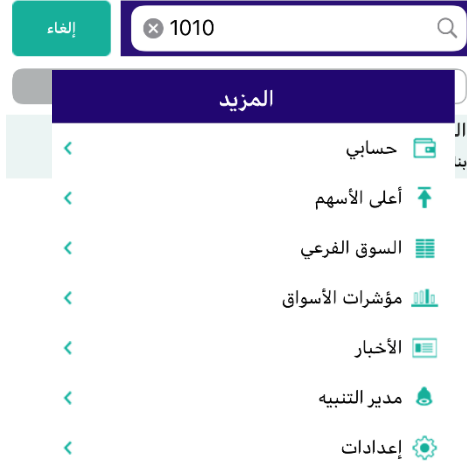 إلغاء
1010
المزيد
حسابي
أعلى الأسهم
السوق الفرعي
مؤشرات الأسواق
الأخبار
مدير التنبيه
إعدادات